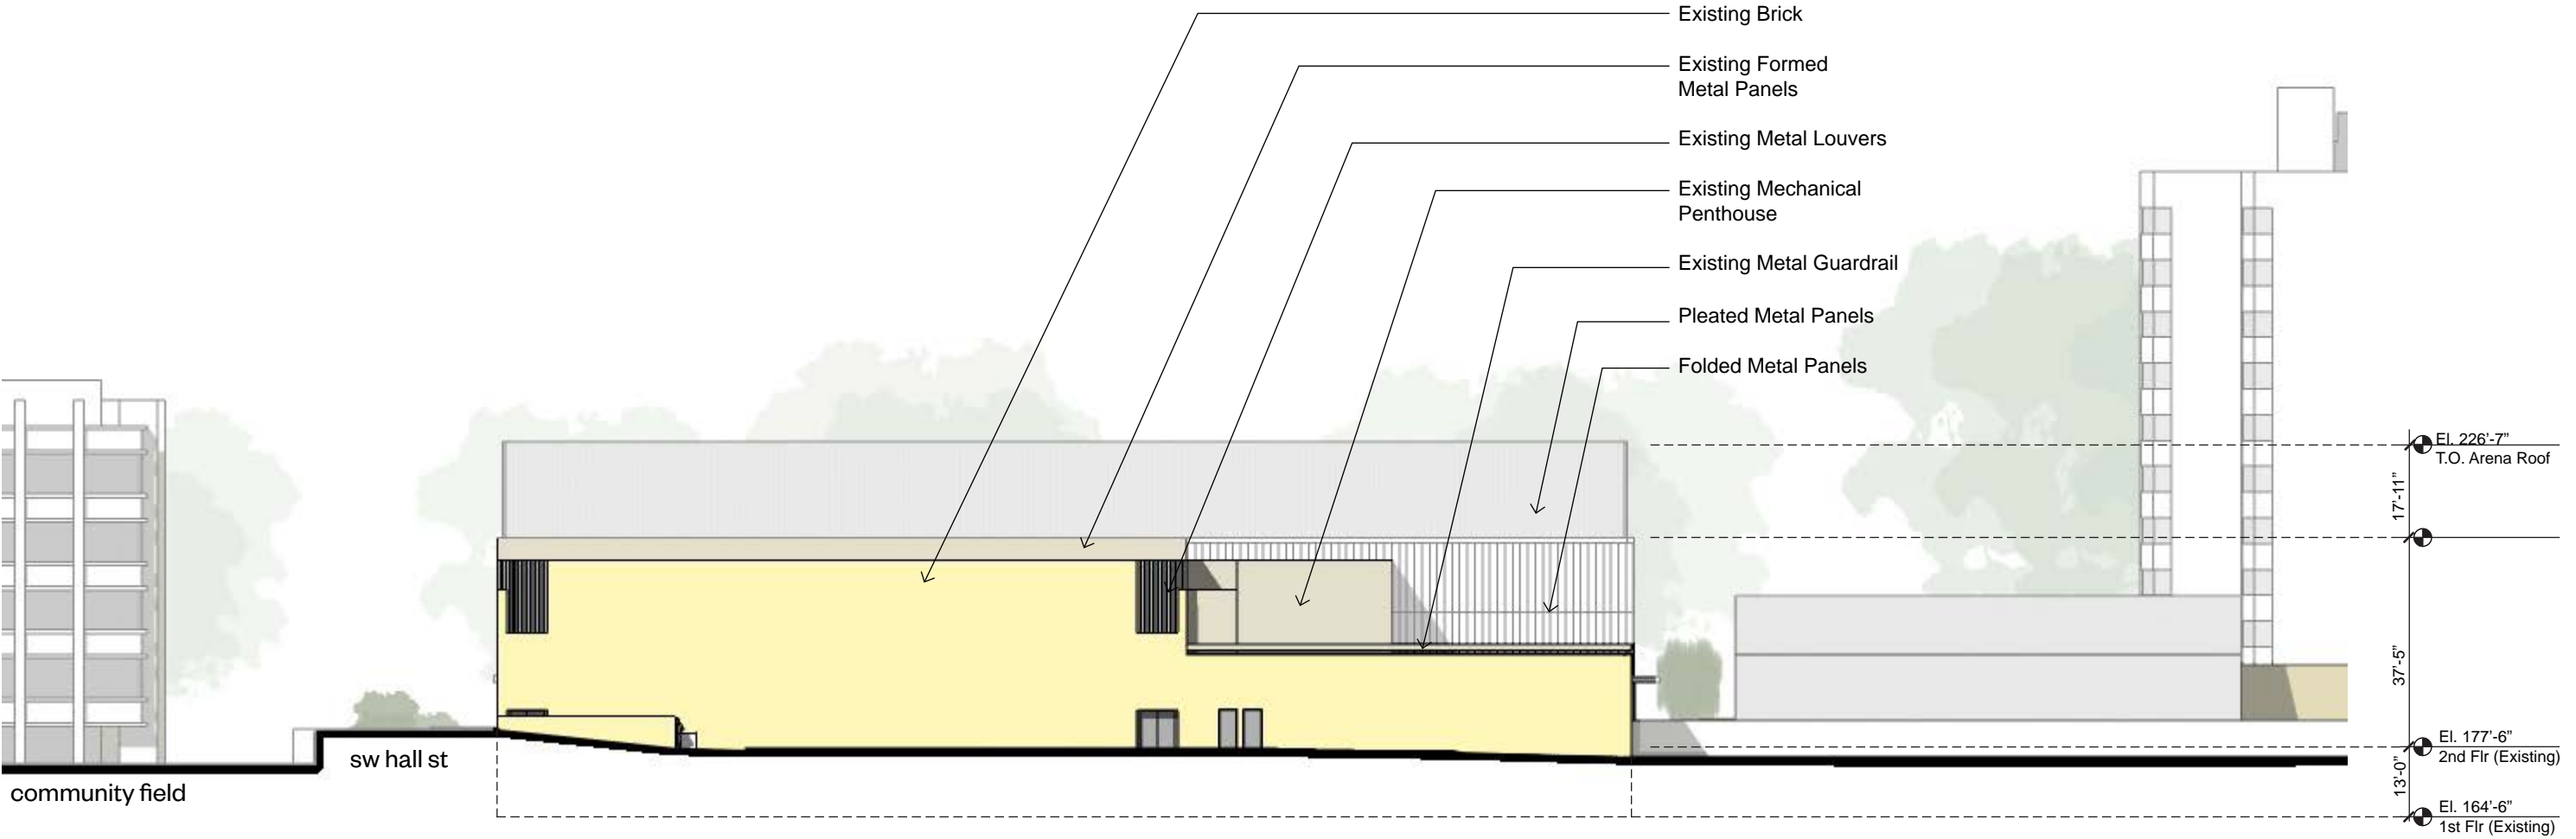 Existing Brick
Existing Formed
Metal Panels
Existing Metal Louvers
Existing Mechanical
Penthouse
Existing Metal Guardrail
Pleated Metal Panels
Folded Metal Panels
El. 226’-7”
T.O. Arena Roof
17’-11”
37’-5”
El. 177’-6”
2nd Flr (Existing)
13’-0”
El. 164’-6”
1st Flr (Existing)
sw hall st
community field